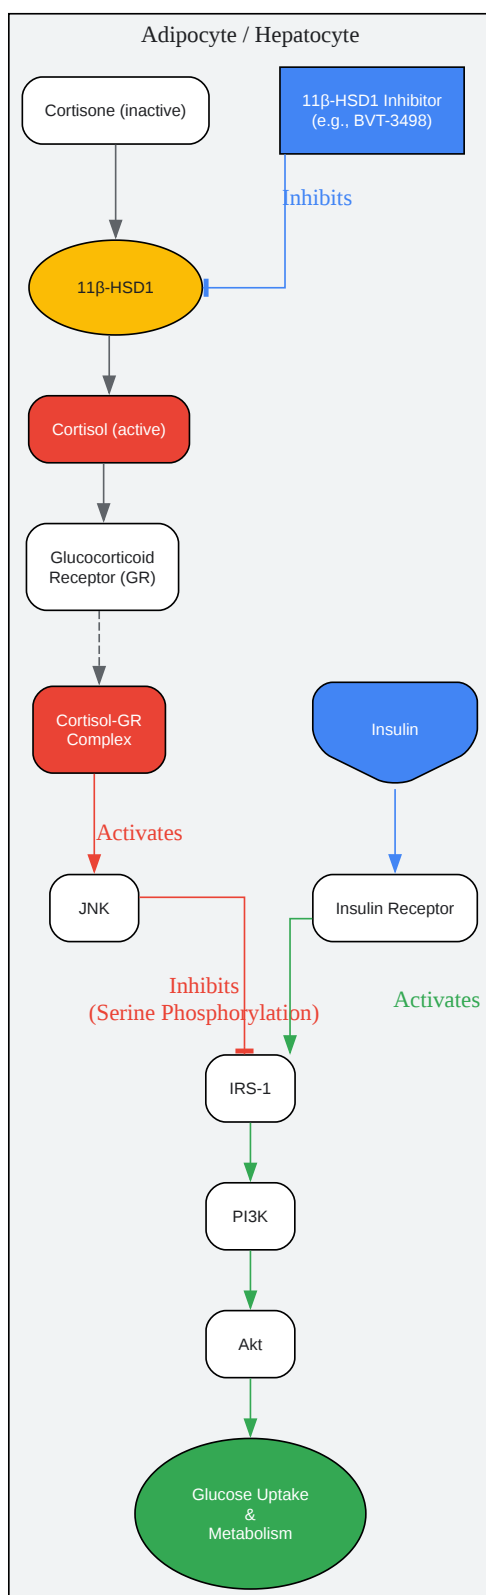 Adipocyte / Hepatocyte
Cortisone (inactive)
11β-HSD1 Inhibitor
(e.g., BVT-3498)
Inhibits
11β-HSD1
Cortisol (active)
Glucocorticoid
Receptor (GR)
Cortisol-GR
Complex
Insulin
Activates
JNK
Insulin Receptor
Inhibits
(Serine Phosphorylation)
Activates
IRS-1
PI3K
Akt
Glucose Uptake
&
Metabolism